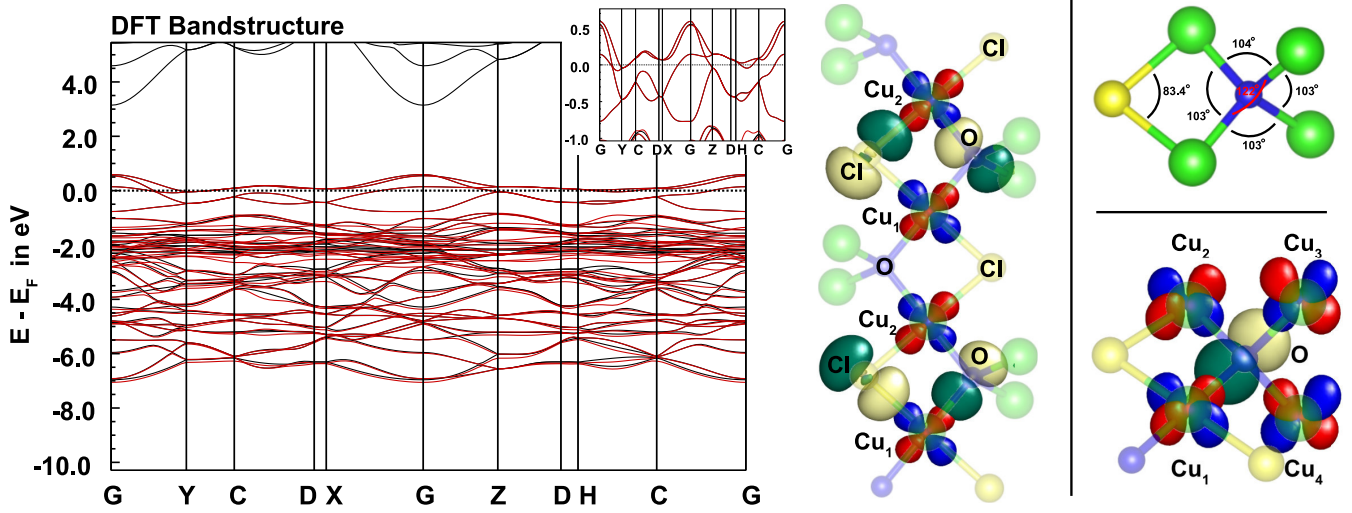 DFT Bandstructure
E - E_F in eV
4.0
2.0
0.0
-2.0
-4.0
-6.0
-8.0
-10.0
G Y C D X G Z D H C G
0.5
0.0
-0.5
-1.0
G Y C D X G Z D H C G
Cl
Cu2
O
Cl
Cu1
O
Cl
Cu2
Cl
O
Cu1
104°
83.4°
122°
103°
103°
103°
Cu2
Cu3
O
Cu1
Cu4